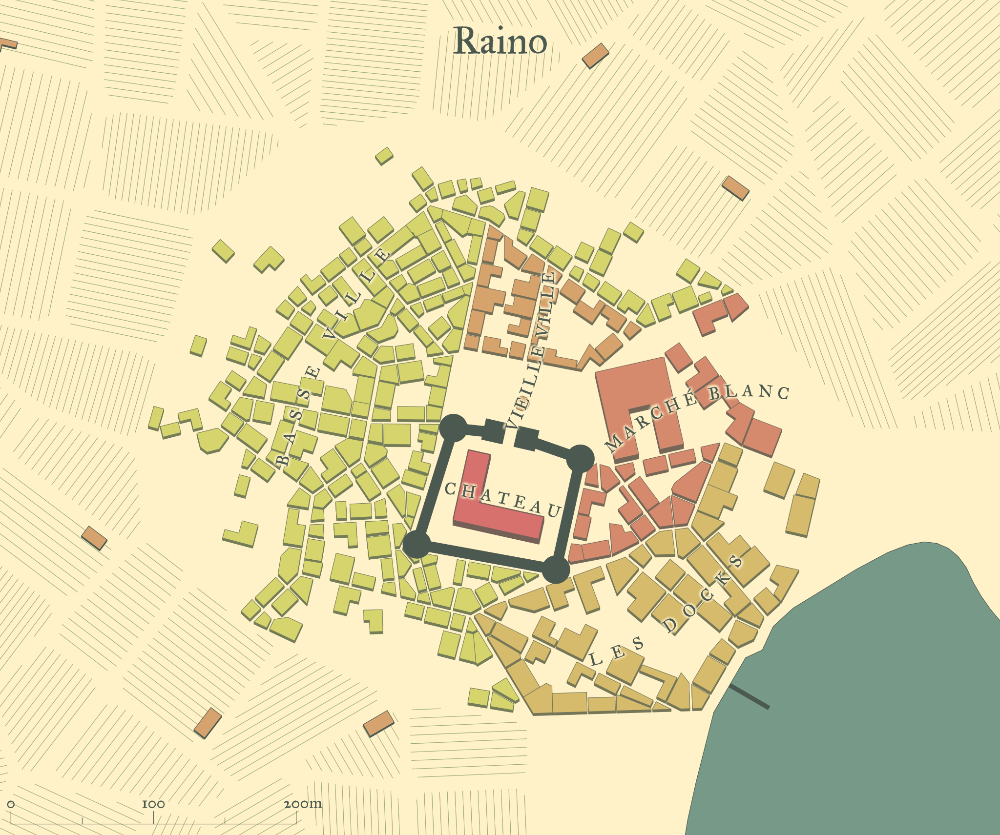 Raino
BASSE VILLE
VIEILLE VILLE
MARCHÉ BLANC
CHATEAU
LES DOCKS
0 100 200m